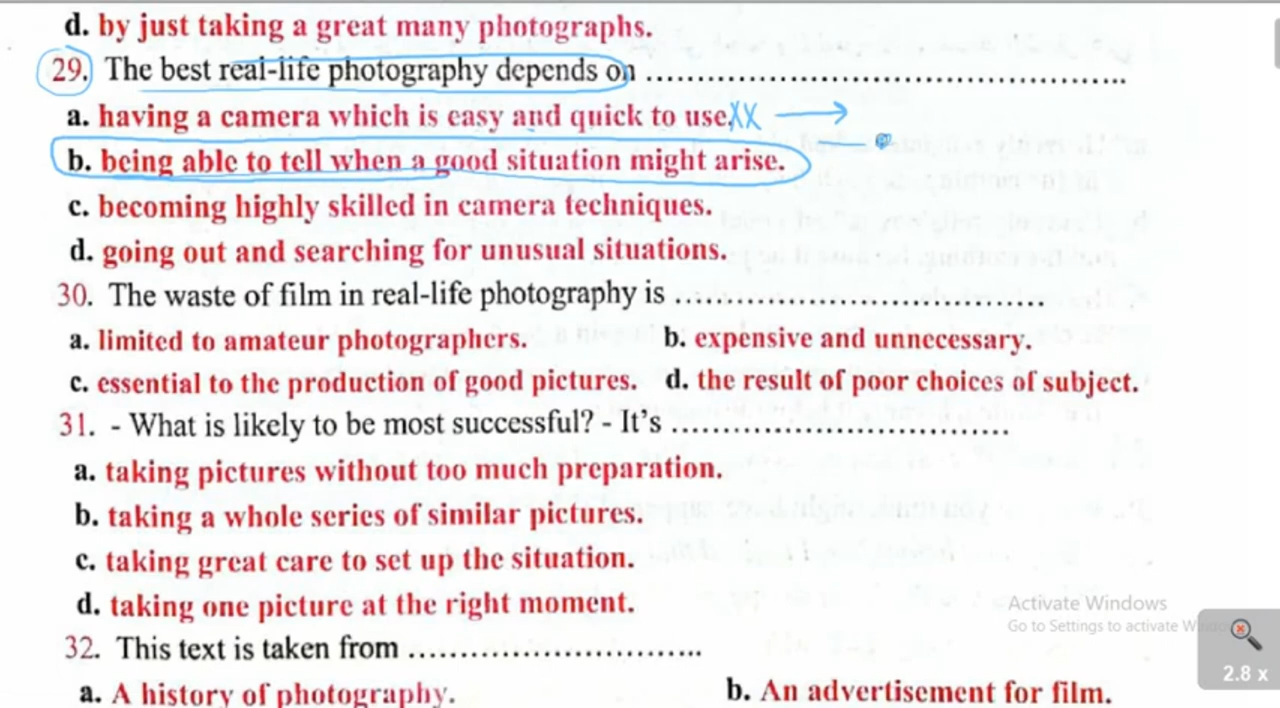 d. by just taking a great many photographs.
29. The best real-life photography depends on ................................................
a. having a camera which is easy and quick to use. XX
b. being able to tell when a good situation might arise.
c. becoming highly skilled in camera techniques.
d. going out and searching for unusual situations.
30. The waste of film in real-life photography is ................................................
a. limited to amateur photographers. b. expensive and unnecessary.
c. essential to the production of good pictures. d. the result of poor choices of subject.
31. - What is likely to be most successful? - It's ................................
a. taking pictures without too much preparation.
b. taking a whole series of similar pictures.
c. taking great care to set up the situation.
d. taking one picture at the right moment.
Activate Windows
Go to Settings to activate Windows
32. This text is taken from ............................
2.8 x
a. A history of photography. b. An advertisement for film.